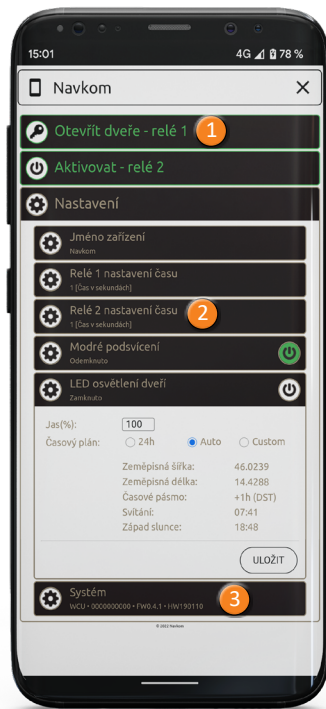 15:01 4G 78 %
Navkom
Otevřít dveře - relé 1 1
Aktivovat - relé 2
Nastavení
Jméno zařízení
Navkom
Relé 1 nastavení času
1 [Čas v sekundách]
Relé 2 nastavení času 2
1 [Čas v sekundách]
Modré podsvícení
Odemknuto
LED osvětlení dveří
Zamknuto
Jas(%): 100
Časový plán: 24h Auto Custom
Zeměpisná šířka: 46.0239
Zeměpisná délka: 14.4288
Časové pásmo: +1h (DST)
Svítání: 07:41
Západ slunce: 18:48
ULOŽIT
Systém 3
WCU • 0000000000 • FW0.4.1 • HW190110
© 2022 Navkom